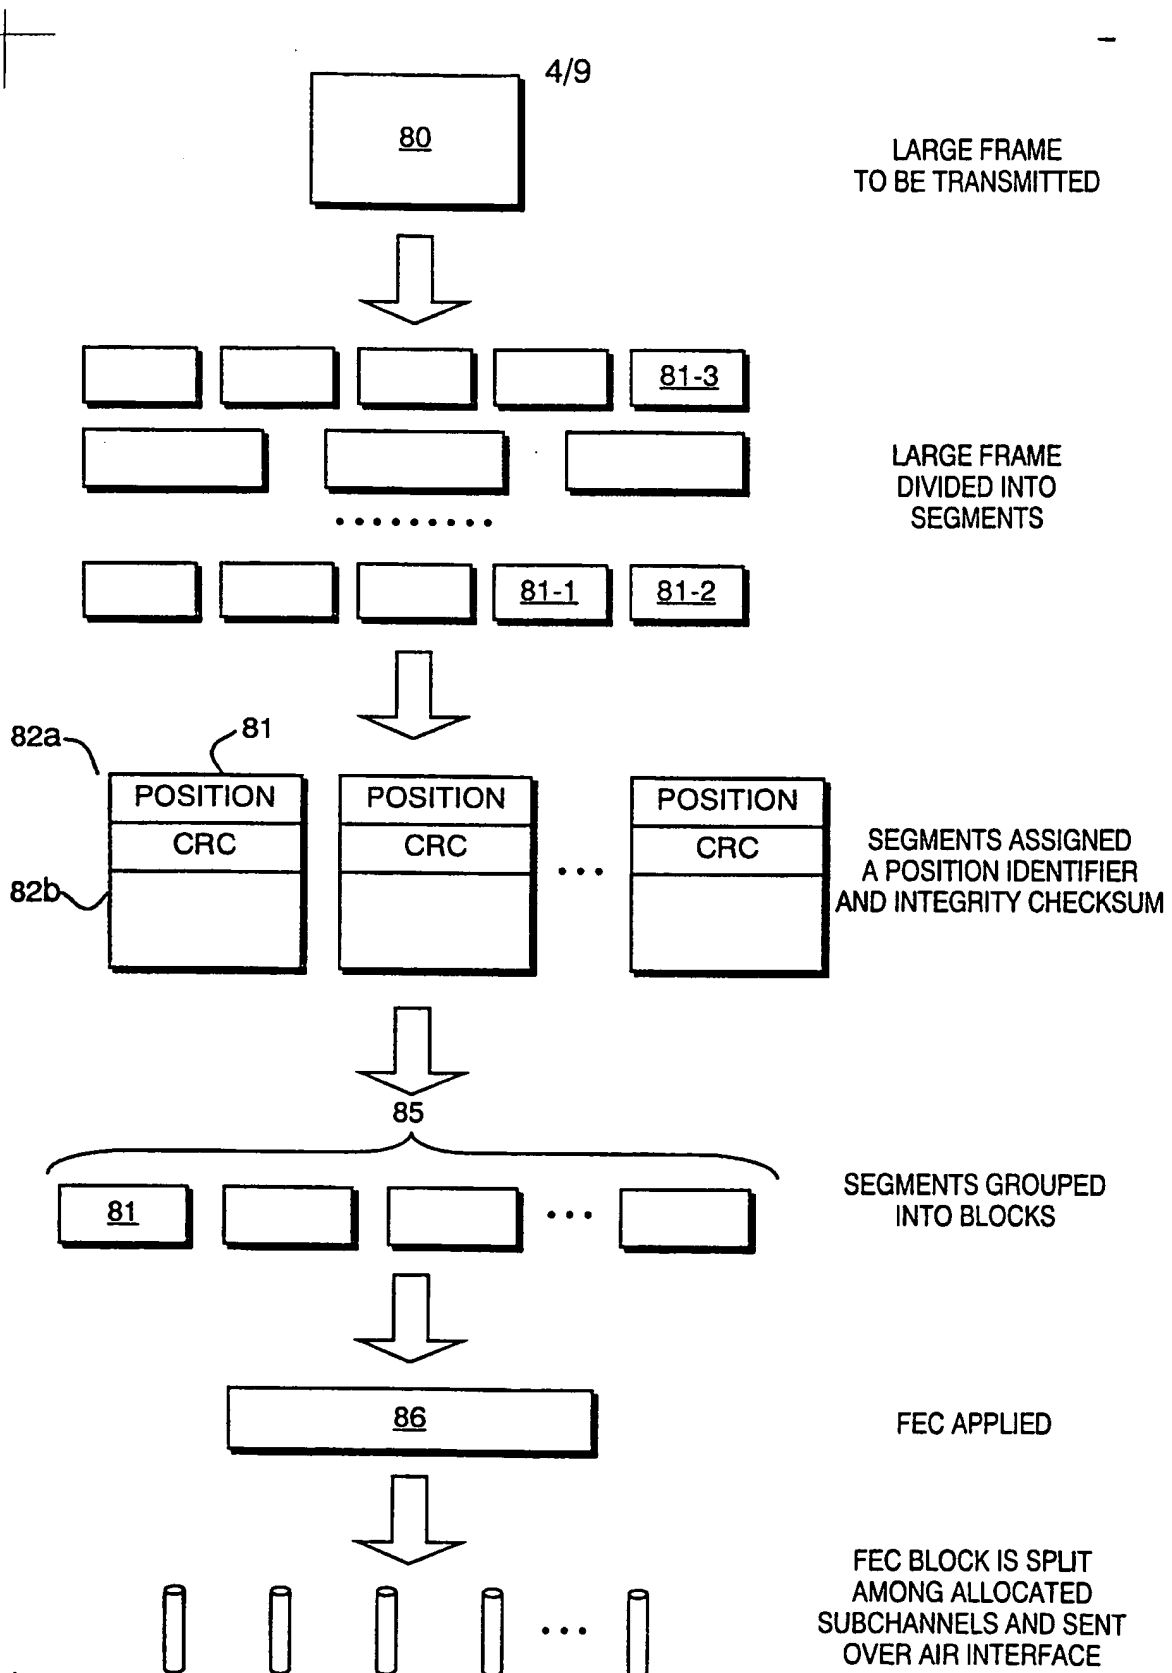 4/9
80
LARGE FRAME
TO BE TRANSMITTED
81-3
LARGE FRAME
DIVIDED INTO
SEGMENTS
81-1
81-2
82a
81
POSITION
POSITION
POSITION
CRC
CRC
CRC
82b
SEGMENTS ASSIGNED
A POSITION IDENTIFIER
AND INTEGRITY CHECKSUM
85
81
SEGMENTS GROUPED
INTO BLOCKS
86
FEC APPLIED
FEC BLOCK IS SPLIT
AMONG ALLOCATED
SUBCHANNELS AND SENT
OVER AIR INTERFACE